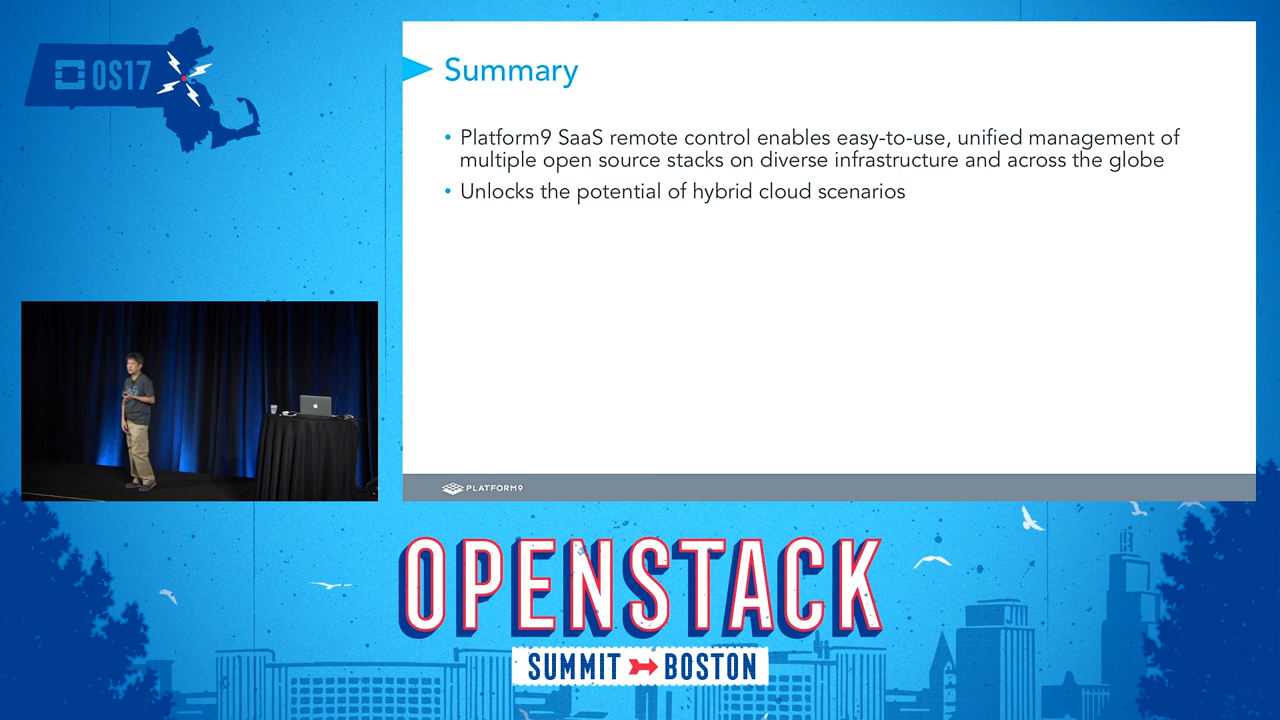 OS17
Summary
• Platform9 SaaS remote control enables easy-to-use, unified management of
multiple open source stacks on diverse infrastructure and across the globe
• Unlocks the potential of hybrid cloud scenarios
PLATFORM9
OPENSTACK
SUMMIT BOSTON